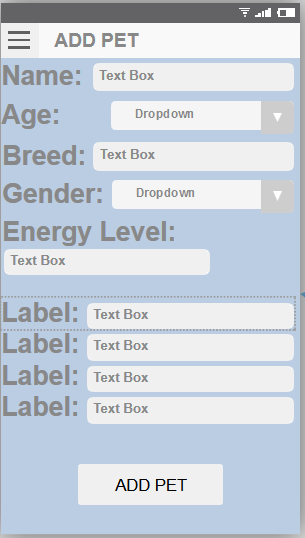 ADD PET
Name: Text Box
Age: Dropdown
Breed: Text Box
Gender: Dropdown
Energy Level:
Text Box
Label: Text Box
Label: Text Box
Label: Text Box
Label: Text Box
ADD PET